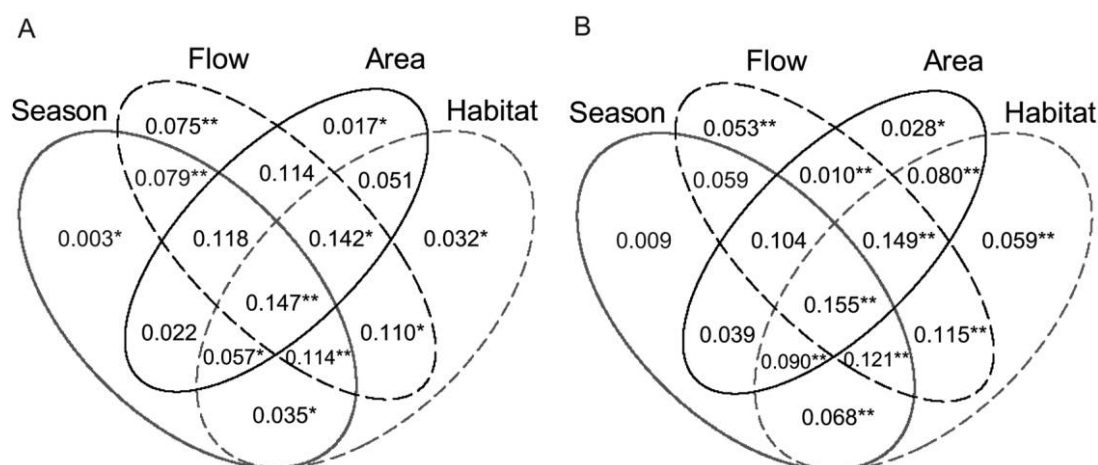 A
Flow Area
Season Habitat
0.075** 0.017*
0.079** 0.114 0.051
0.003* 0.118 0.142* 0.032*
0.147**
0.022 0.110*
0.057* 0.114**
0.035*
B
Flow Area
Season Habitat
0.053** 0.028*
0.059 0.010** 0.080**
0.009 0.104 0.149** 0.059**
0.155**
0.039 0.115**
0.090** 0.121**
0.068**